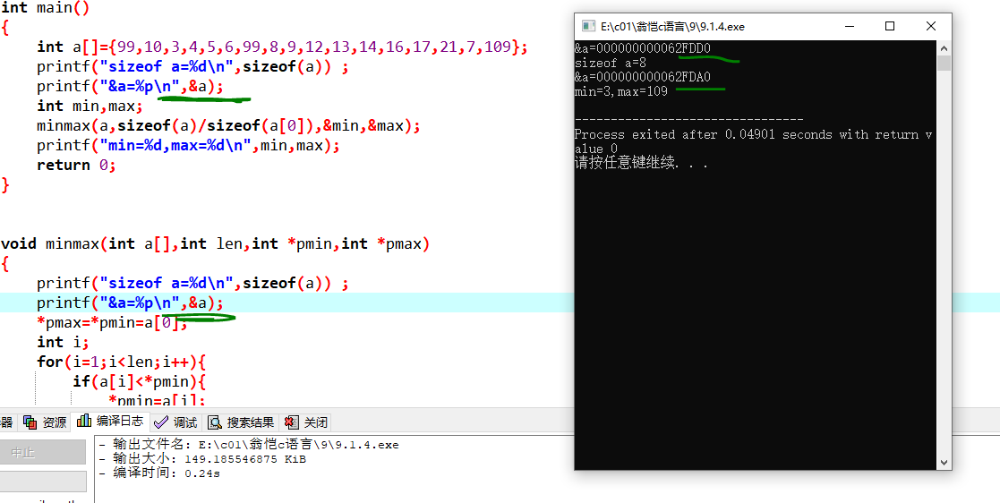 int main()
{
int a[]={99,10,3,4,5,6,99,8,9,12,13,14,16,17,21,7,109};
printf("sizeof a=%d\n",sizeof(a)) ;
printf("&a=%p\n",&a);
int min,max;
minmax(a,sizeof(a)/sizeof(a[0]),&min,&max);
printf("min=%d,max=%d\n",min,max);
return 0;
}
void minmax(int a[],int len,int *pmin,int *pmax)
{
printf("sizeof a=%d\n",sizeof(a)) ;
printf("&a=%p\n",&a);
*pmax=*pmin=a[0];
int i;
for(i=1;i<len;i++){
if(a[i]<*pmin){
*pmin=a[i];
E:\c01\翁恺c语言\9\9.1.4.exe
&a=000000000062FDD0
sizeof a=8
&a=000000000062FDA0
min=3,max=109
--------------------------------
Process exited after 0.04901 seconds with return v
alue 0
请按任意键继续. . .
器 资源 编译日志 调试 搜索结果 关闭
中止
- 输出文件名: E:\c01\翁恺c语言\9\9.1.4.exe
- 输出大小: 149.185546875 KiB
- 编译时间: 0.24s